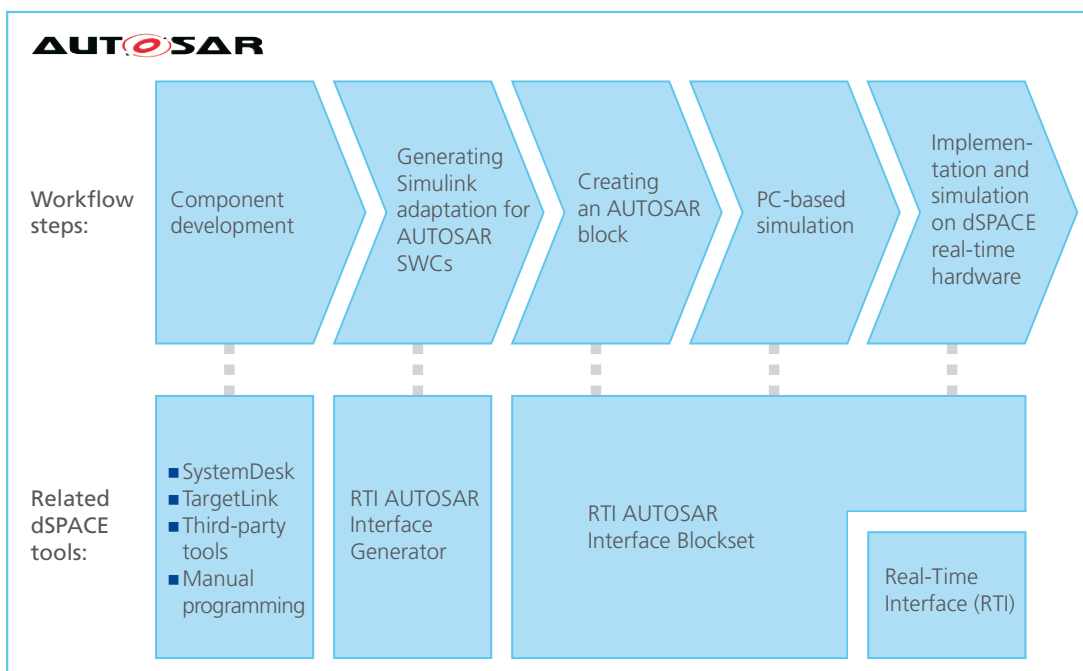 AUTOSAR
Workflow
steps:
Component
development
Generating
Simulink
adaptation for
AUTOSAR
SWCs
Creating
an AUTOSAR
block
PC-based
simulation
Implemen-
tation and
simulation
on dSPACE
real-time
hardware
Related
dSPACE
tools:
■ SystemDesk
■ TargetLink
■ Third-party
tools
■ Manual
programming
RTI AUTOSAR
Interface
Generator
RTI AUTOSAR
Interface Blockset
Real-Time
Interface (RTI)